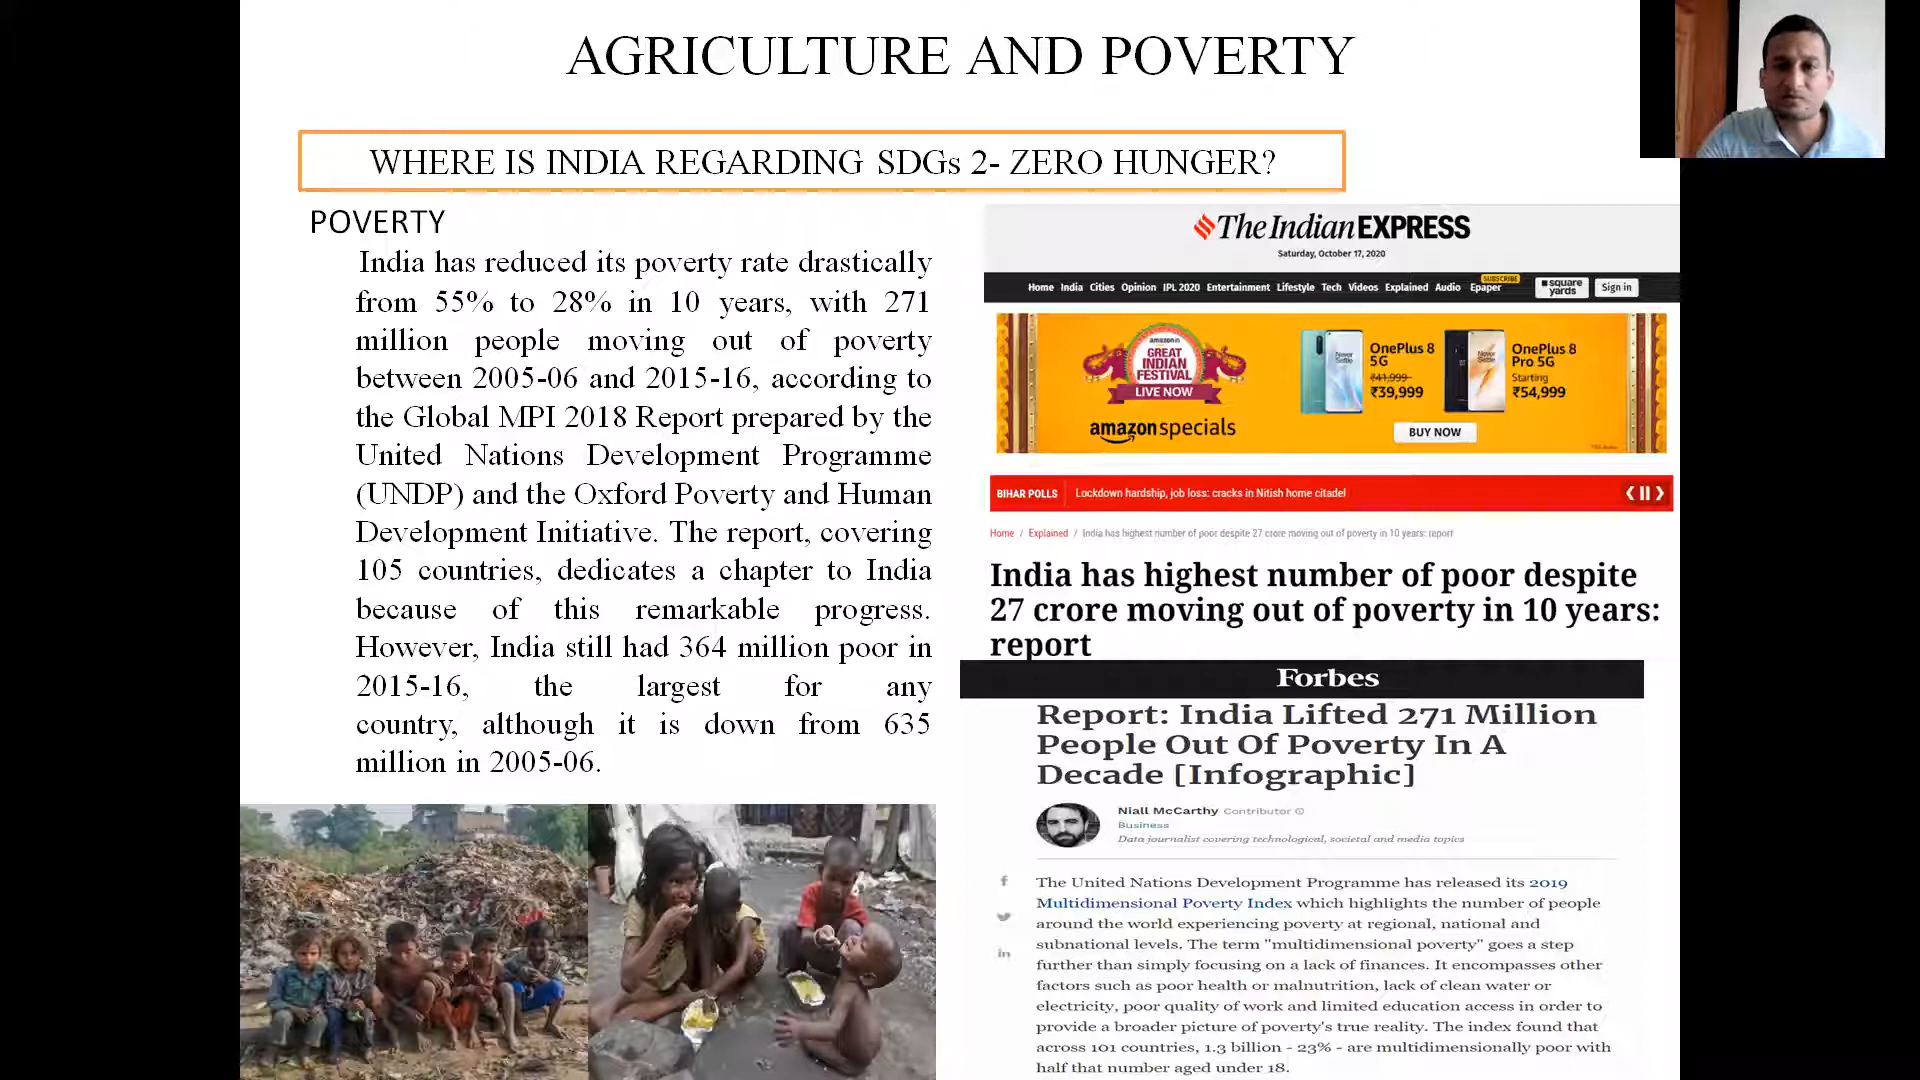 AGRICULTURE AND POVERTY
WHERE IS INDIA REGARDING SDGs 2- ZERO HUNGER?
POVERTY
India has reduced its poverty rate drastically
from 55% to 28% in 10 years, with 271
million people moving out of poverty
between 2005-06 and 2015-16, according to
the Global MPI 2018 Report prepared by the
United Nations Development Programme
(UNDP) and the Oxford Poverty and Human
Development Initiative. The report, covering
105 countries, dedicates a chapter to India
because of this remarkable progress.
However, India still had 364 million poor in
2015-16, the largest for any
country, although it is down from 635
million in 2005-06.
The Indian EXPRESS
Saturday, October 17, 2020
Home India Cities Opinion IPL 2020 Entertainment Lifestyle Tech Videos Explained Audio Epaper SUBSCRIBE square yards Sign in
amazon.in
GREAT
INDIAN
FESTIVAL
LIVE NOW
amazonspecials
Never Settle
OnePlus 8
5G
₹41,999
₹39,999
Never Settle
OnePlus 8
Pro 5G
Starting
₹54,999
BUY NOW
BIHAR POLLS Lockdown hardship, job loss: cracks in Nitish home citadel
Home / Explained / India has highest number of poor despite 27 crore moving out of poverty in 10 years: report
India has highest number of poor despite
27 crore moving out of poverty in 10 years:
report
Forbes
Report: India Lifted 271 Million
People Out Of Poverty In A
Decade [Infographic]
Niall McCarthy Contributor
Business
Data journalist covering technological, societal and media topics
The United Nations Development Programme has released its 2019
Multidimensional Poverty Index which highlights the number of people
around the world experiencing poverty at regional, national and
subnational levels. The term "multidimensional poverty" goes a step
further than simply focusing on a lack of finances. It encompasses other
factors such as poor health or malnutrition, lack of clean water or
electricity, poor quality of work and limited education access in order to
provide a broader picture of poverty's true reality. The index found that
across 101 countries, 1.3 billion - 23% - are multidimensionally poor with
half that number aged under 18.